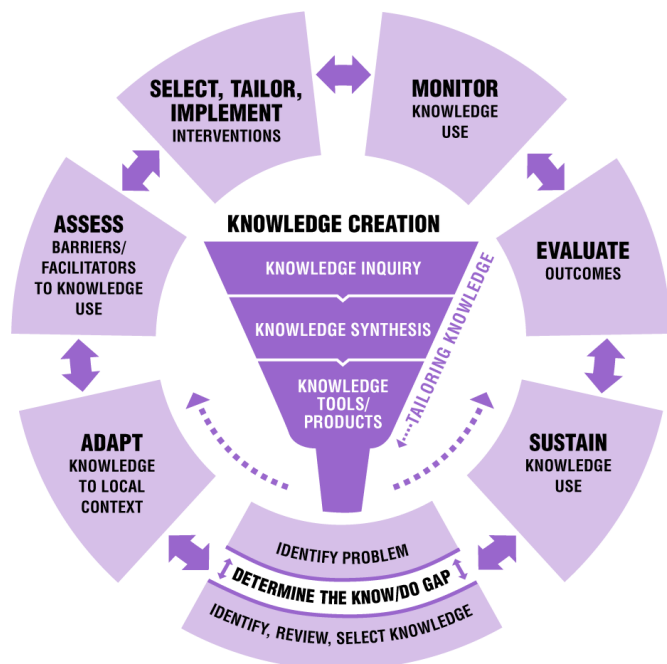 SELECT, TAILOR,
IMPLEMENT
INTERVENTIONS
MONITOR
KNOWLEDGE
USE
EVALUATE
OUTCOMES
SUSTAIN
KNOWLEDGE
USE
ASSESS
BARRIERS/
FACILITATORS
TO KNOWLEDGE
USE
ADAPT
KNOWLEDGE
TO LOCAL
CONTEXT
KNOWLEDGE CREATION
KNOWLEDGE INQUIRY
KNOWLEDGE SYNTHESIS
KNOWLEDGE
TOOLS/
PRODUCTS
TAILORING KNOWLEDGE
IDENTIFY PROBLEM
DETERMINE THE KNOW/DO GAP
IDENTIFY, REVIEW, SELECT KNOWLEDGE